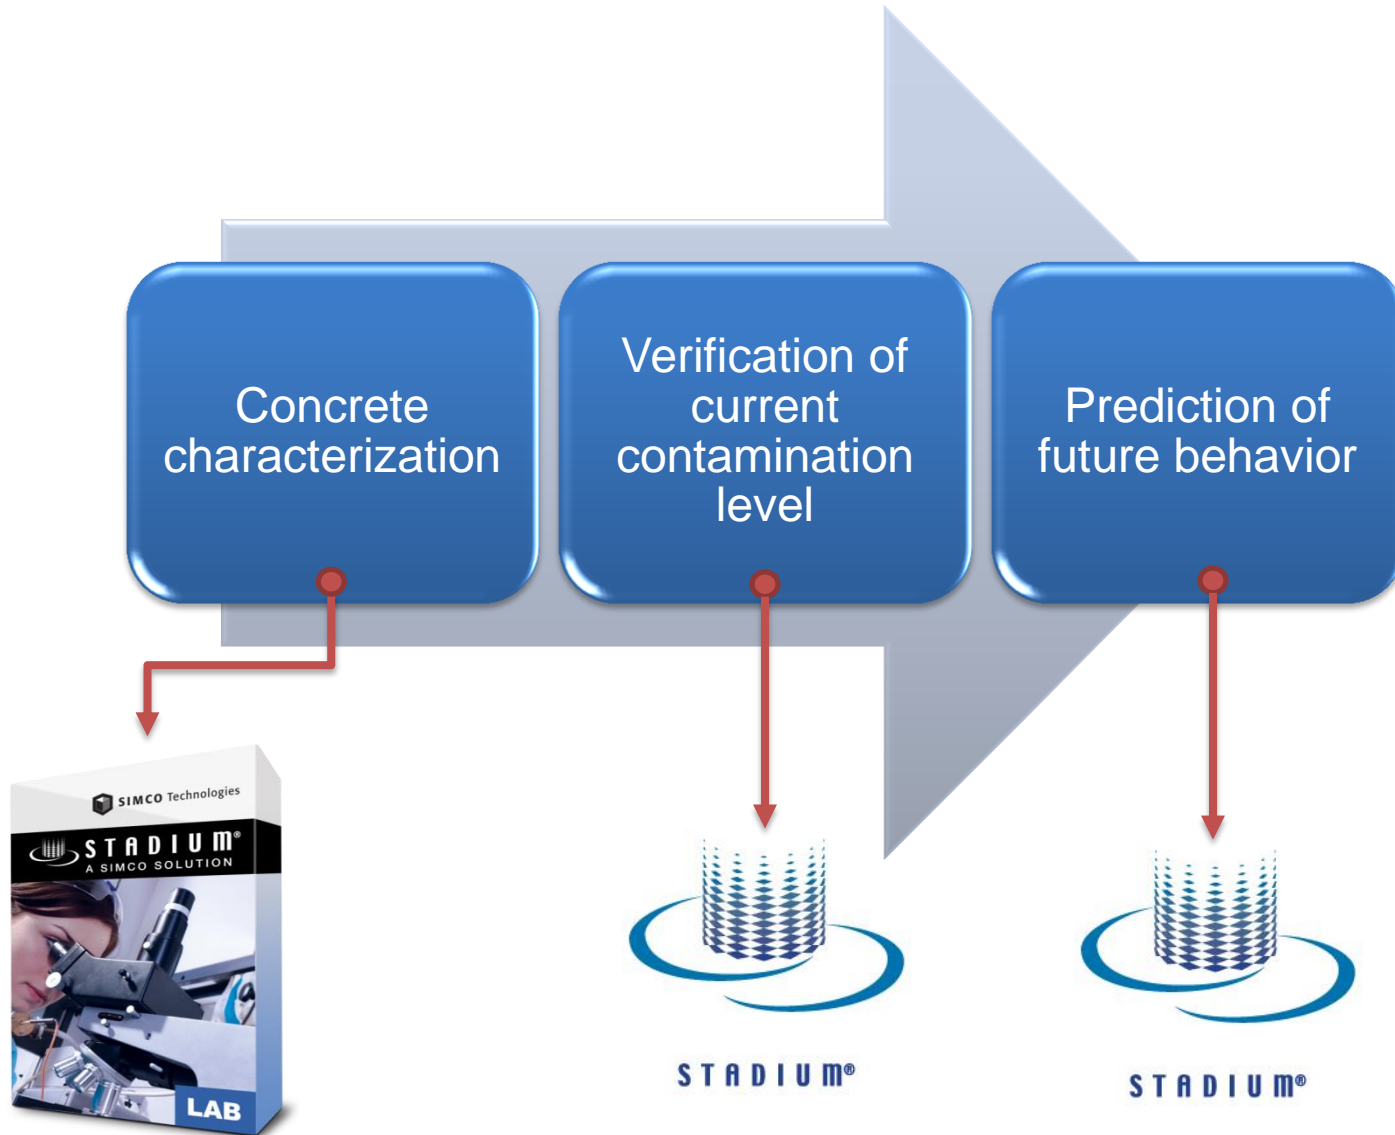 Concrete
characterization
Verification of
current
contamination
level
Prediction of
future behavior
SIMCO Technologies
STADIUM®
A SIMCO SOLUTION
LAB
STADIUM®
STADIUM®